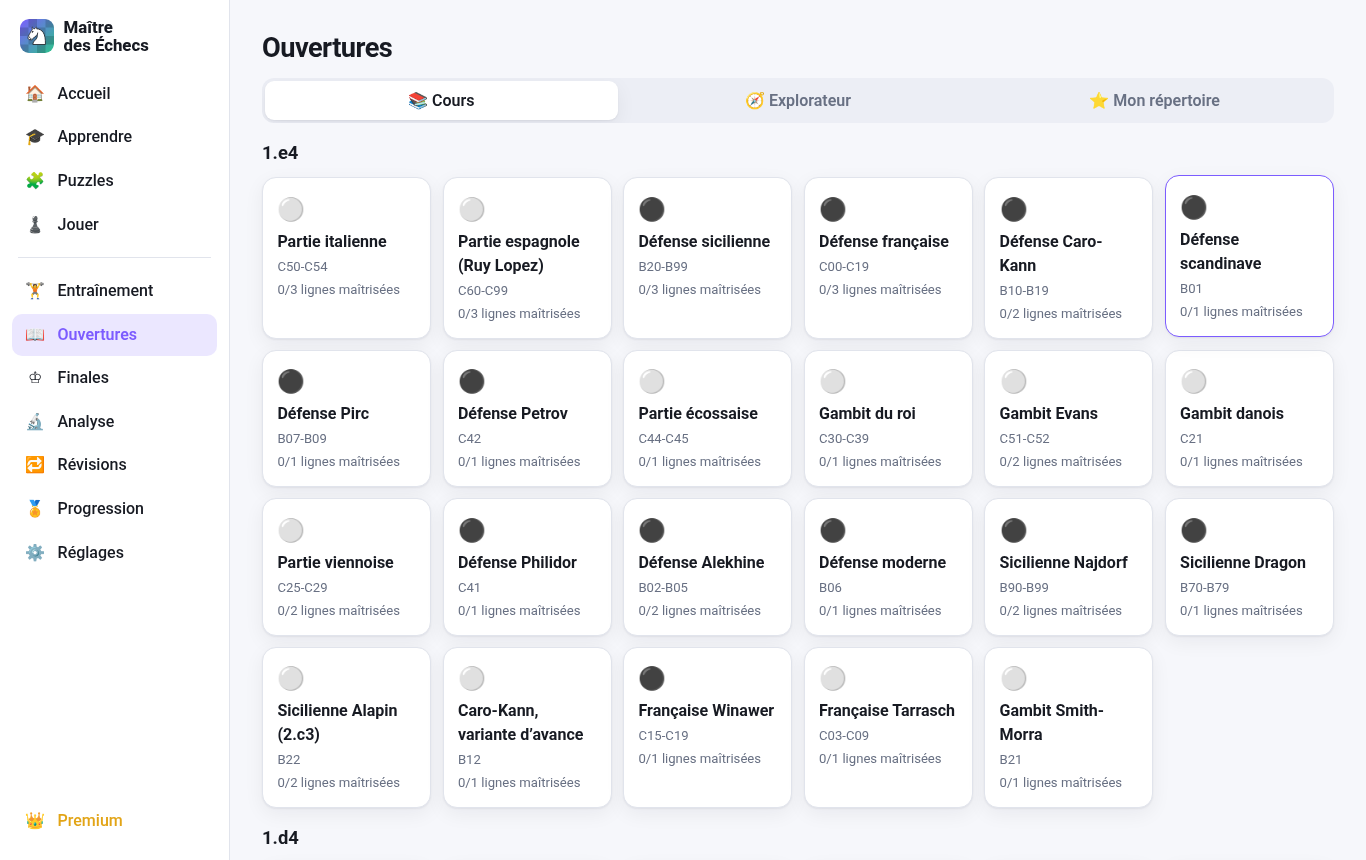 Maître
des Échecs
Accueil
Apprendre
Puzzles
Jouer
Entraînement
Ouvertures
Finales
Analyse
Révisions
Progression
Réglages
Premium
Ouvertures
Cours
Explorateur
Mon répertoire
1.e4
Partie italienne
C50-C54
0/3 lignes maîtrisées
Partie espagnole
(Ruy Lopez)
C60-C99
0/3 lignes maîtrisées
Défense sicilienne
B20-B99
0/3 lignes maîtrisées
Défense française
C00-C19
0/3 lignes maîtrisées
Défense Caro-
Kann
B10-B19
0/2 lignes maîtrisées
Défense
scandinave
B01
0/1 lignes maîtrisées
Défense Pirc
B07-B09
0/1 lignes maîtrisées
Défense Petrov
C42
0/1 lignes maîtrisées
Partie écossaise
C44-C45
0/1 lignes maîtrisées
Gambit du roi
C30-C39
0/1 lignes maîtrisées
Gambit Evans
C51-C52
0/2 lignes maîtrisées
Gambit danois
C21
0/1 lignes maîtrisées
Partie viennoise
C25-C29
0/2 lignes maîtrisées
Défense Philidor
C41
0/1 lignes maîtrisées
Défense Alekhine
B02-B05
0/2 lignes maîtrisées
Défense moderne
B06
0/1 lignes maîtrisées
Sicilienne Najdorf
B90-B99
0/2 lignes maîtrisées
Sicilienne Dragon
B70-B79
0/1 lignes maîtrisées
Sicilienne Alapin
(2.c3)
B22
0/2 lignes maîtrisées
Caro-Kann,
variante d’avance
B12
0/1 lignes maîtrisées
Française Winawer
C15-C19
0/1 lignes maîtrisées
Française Tarrasch
C03-C09
0/1 lignes maîtrisées
Gambit Smith-
Morra
B21
0/1 lignes maîtrisées
1.d4